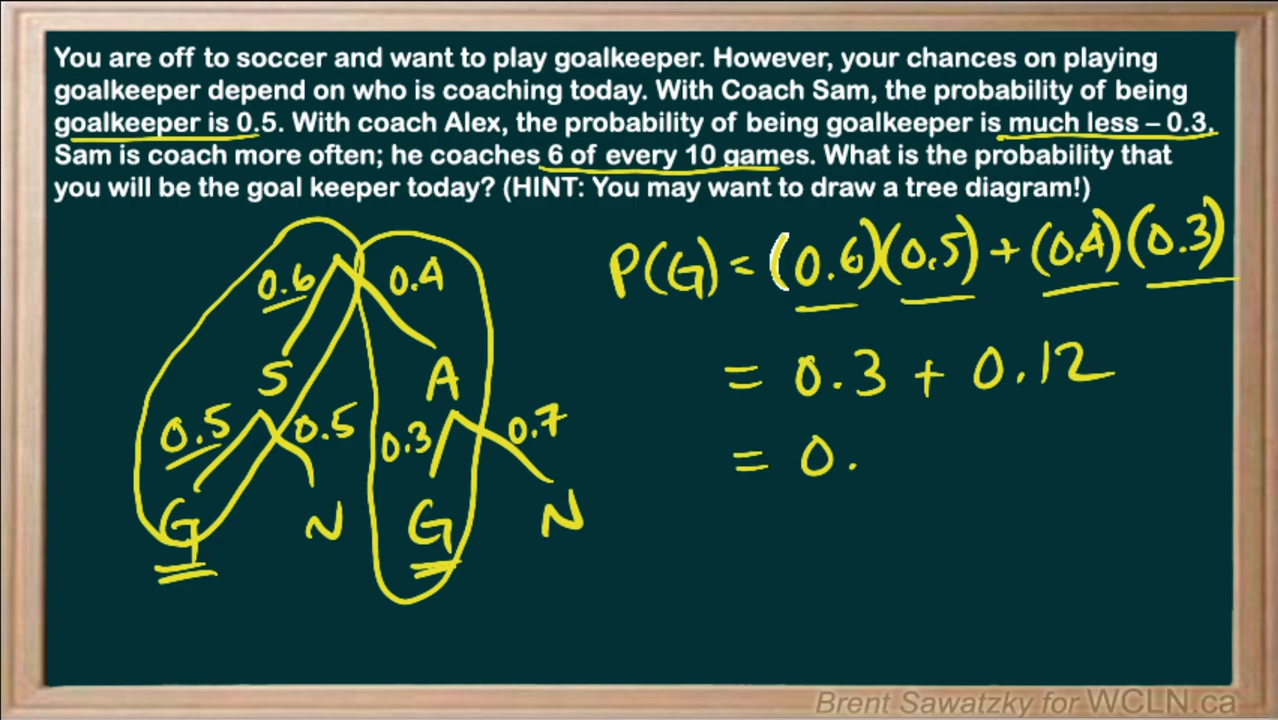 You are off to soccer and want to play goalkeeper. However, your chances on playing
goalkeeper depend on who is coaching today. With Coach Sam, the probability of being
goalkeeper is 0.5. With coach Alex, the probability of being goalkeeper is much less – 0.3.
Sam is coach more often; he coaches 6 of every 10 games. What is the probability that
you will be the goal keeper today? (HINT: You may want to draw a tree diagram!)
0.6 0.4
S A
0.5 0.5 0.3 0.7
G N G N
P(G) = (0.6)(0.5) + (0.4)(0.3)
= 0.3 + 0.12
= 0.
Brent Sawatzky for WCLN.ca